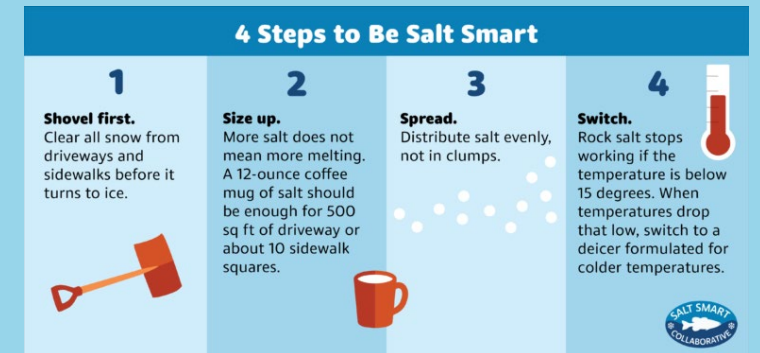 4 Steps to Be Salt Smart
1
Shovel first.
Clear all snow from
driveways and
sidewalks before it
turns to ice.
2
Size up.
More salt does not
mean more melting.
A 12-ounce coffee
mug of salt should
be enough for 500
sq ft of driveway or
about 10 sidewalk
squares.
3
Spread.
Distribute salt evenly,
not in clumps.
4
Switch.
Rock salt stops
working if the
temperature is below
15 degrees. When
temperatures drop
that low, switch to a
deicer formulated for
colder temperatures.
SALT SMART
COLLABORATIVE